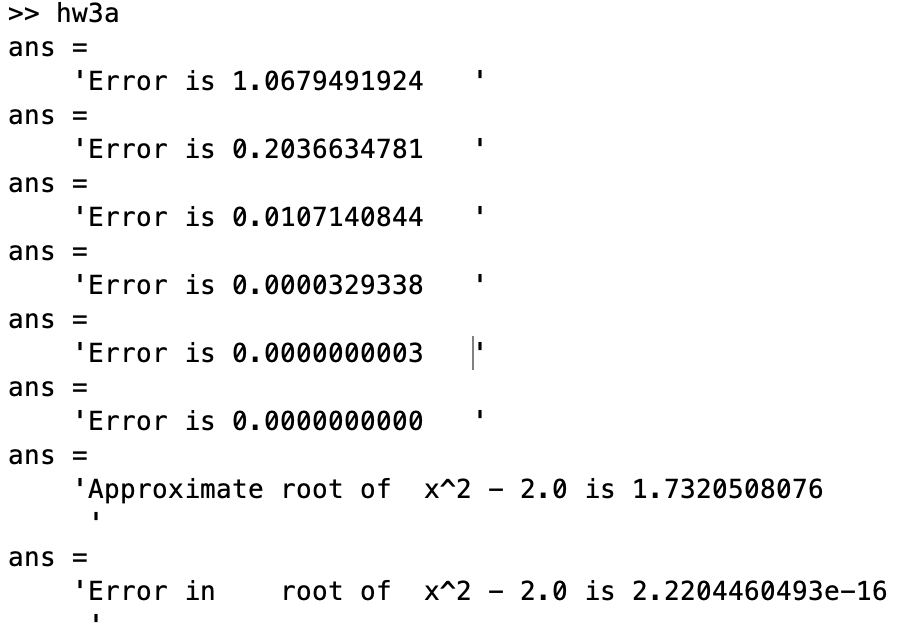 >> hw3a
ans =
    'Error is 1.0679491924   '
ans =
    'Error is 0.2036634781   '
ans =
    'Error is 0.0107140844   '
ans =
    'Error is 0.0000329338   '
ans =
    'Error is 0.0000000003   '
ans =
    'Error is 0.0000000000   '
ans =
    'Approximate root of  x^2 - 2.0 is 1.7320508076
     '
ans =
    'Error in    root of  x^2 - 2.0 is 2.2204460493e-16
     '